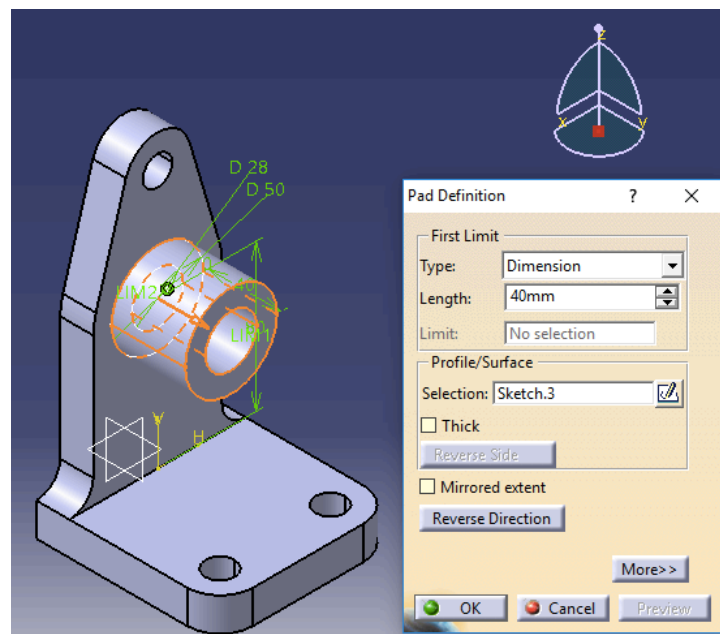 Z
X
Y
D 28
D 50
LIM2
40
LIM1
V
H
Pad Definition
?
First Limit
Type:
Dimension
Length:
40mm
Limit:
No selection
Profile/Surface
Selection:
Sketch.3
Thick
Reverse Side
Mirrored extent
Reverse Direction
More>>
OK
Cancel
Preview